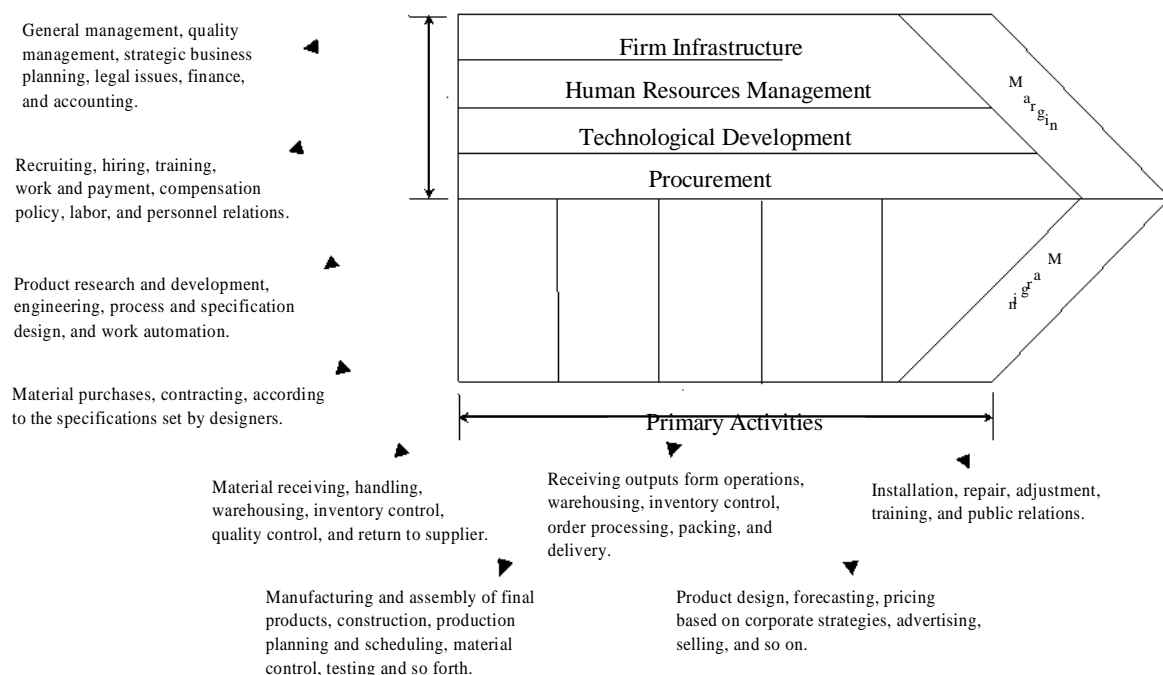 General management, quality
management, strategic business
planning, legal issues, finance,
and accounting.
Recruiting, hiring, training,
work and payment, compensation
policy, labor, and personnel relations.
Product research and development,
engineering, process and specification
design, and work automation.
Material purchases, contracting, according
to the specifications set by designers.
Firm Infrastructure
Human Resources Management
Technological Development
Procurement
Margin
Margin
Primary Activities
Material receiving, handling,
warehousing, inventory control,
quality control, and return to supplier.
Receiving outputs form operations,
warehousing, inventory control,
order processing, packing, and
delivery.
Installation, repair, adjustment,
training, and public relations.
Manufacturing and assembly of final
products, construction, production
planning and scheduling, material
control, testing and so forth.
Product design, forecasting, pricing
based on corporate strategies, advertising,
selling, and so on.